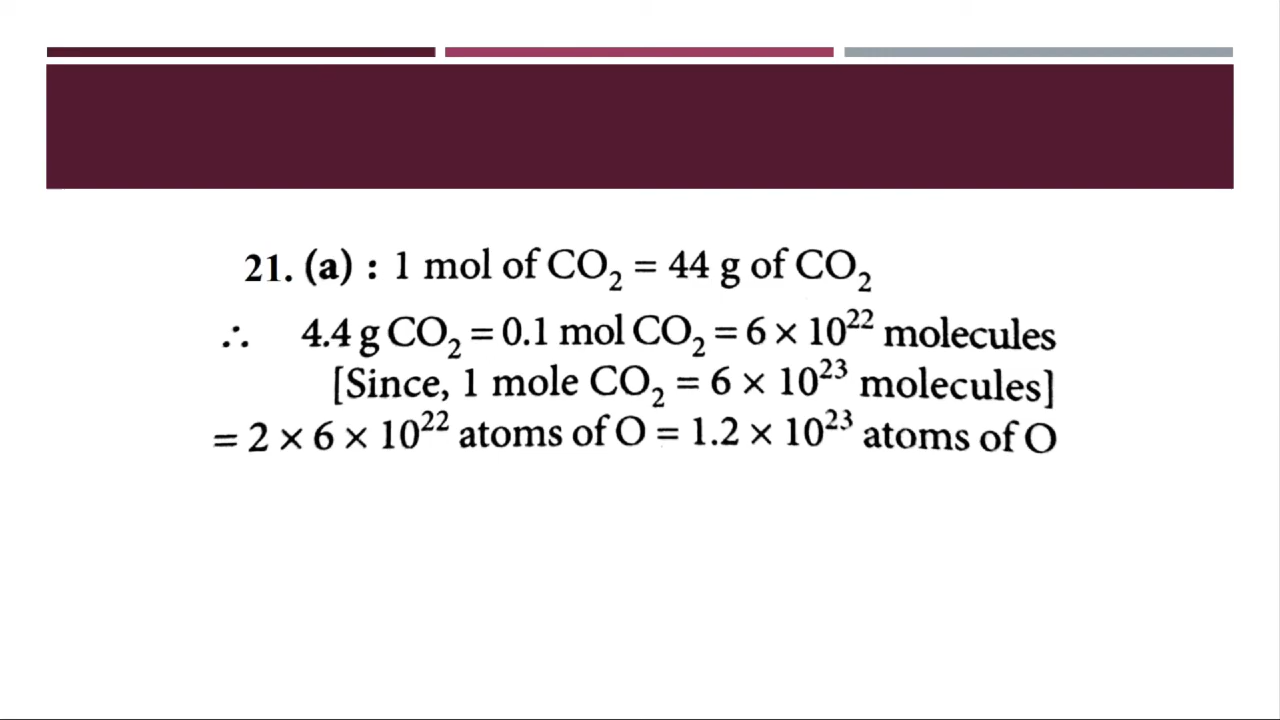 21. (a) : 1 mol of CO₂ = 44 g of CO₂
∴ 4.4 g CO₂ = 0.1 mol CO₂ = 6 × 10²² molecules
[Since, 1 mole CO₂ = 6 × 10²³ molecules]
= 2 × 6 × 10²² atoms of O = 1.2 × 10²³ atoms of O